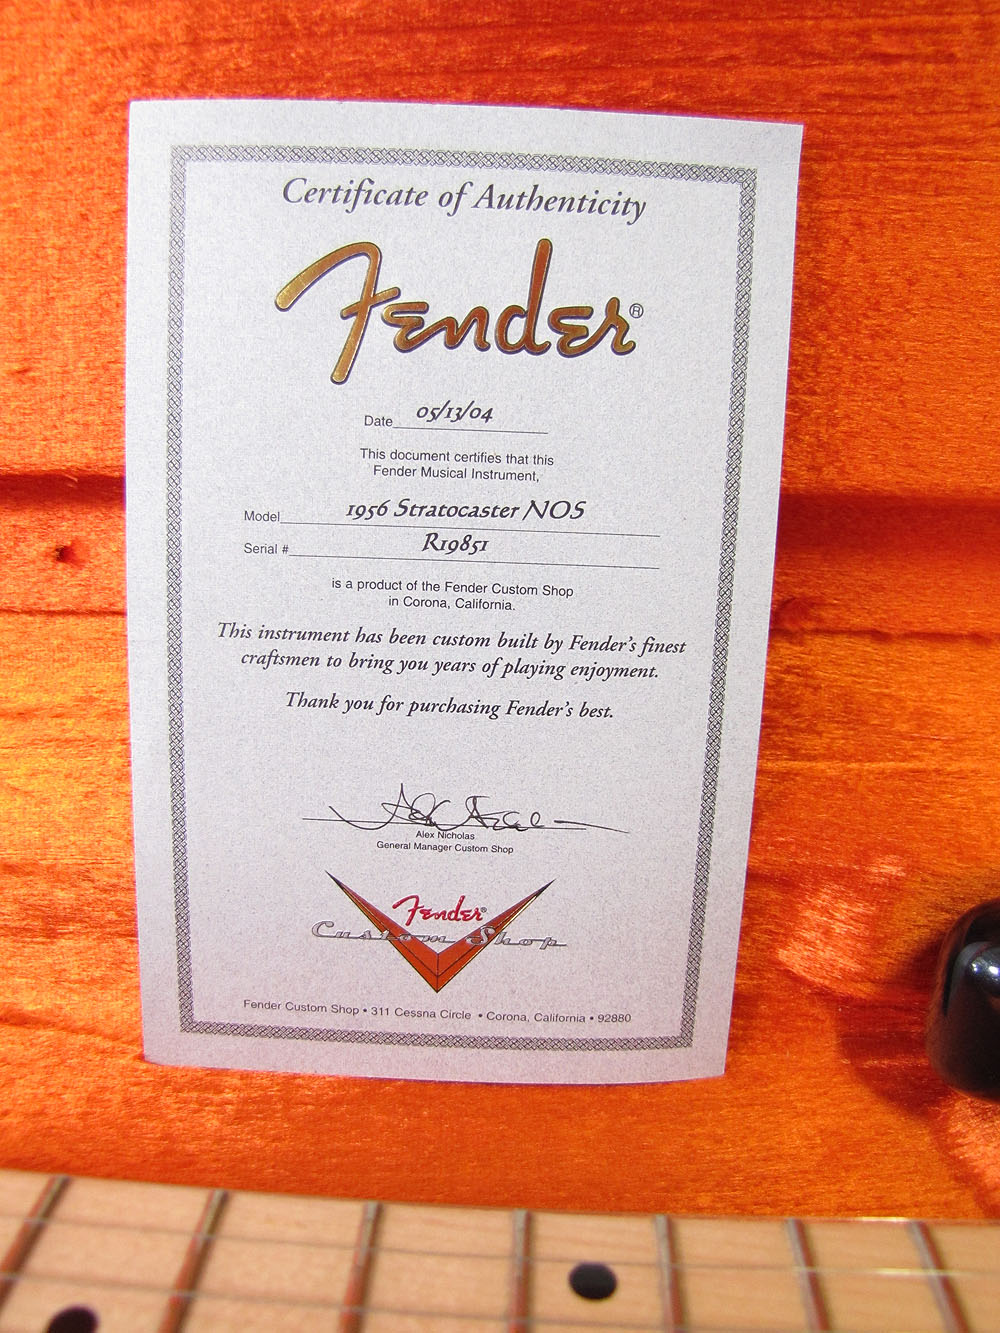 Certificate of Authenticity
Fender®
Date 05/13/04
This document certifies that this
Fender Musical Instrument,
Model 1956 Stratocaster NOS
Serial # R19851
is a product of the Fender Custom Shop
in Corona, California.
This instrument has been custom built by Fender's finest
craftsmen to bring you years of playing enjoyment.
Thank you for purchasing Fender's best.
Alex Nicholas
General Manager Custom Shop
Fender®
Custom Shop
Fender Custom Shop • 311 Cessna Circle • Corona, California • 92880